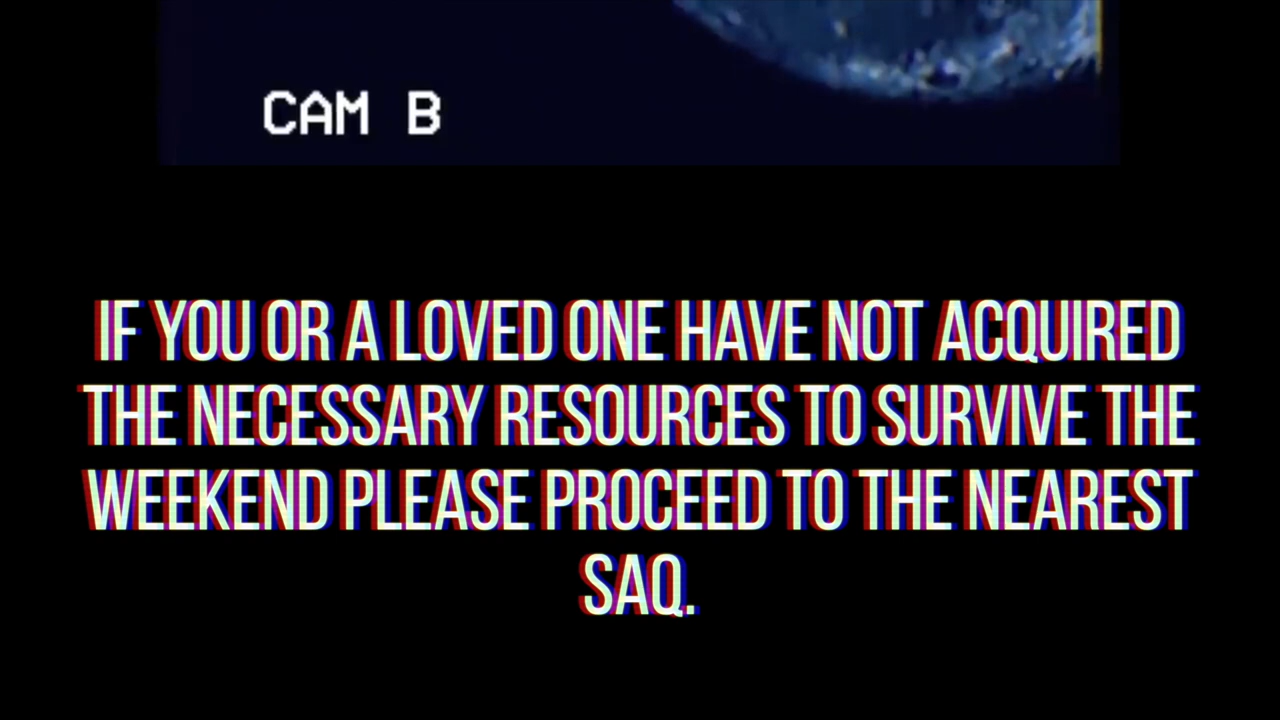 CAM B
IF YOU OR A LOVED ONE HAVE NOT ACQUIRED
THE NECESSARY RESOURCES TO SURVIVE THE
WEEKEND PLEASE PROCEED TO THE NEAREST
SAQ.